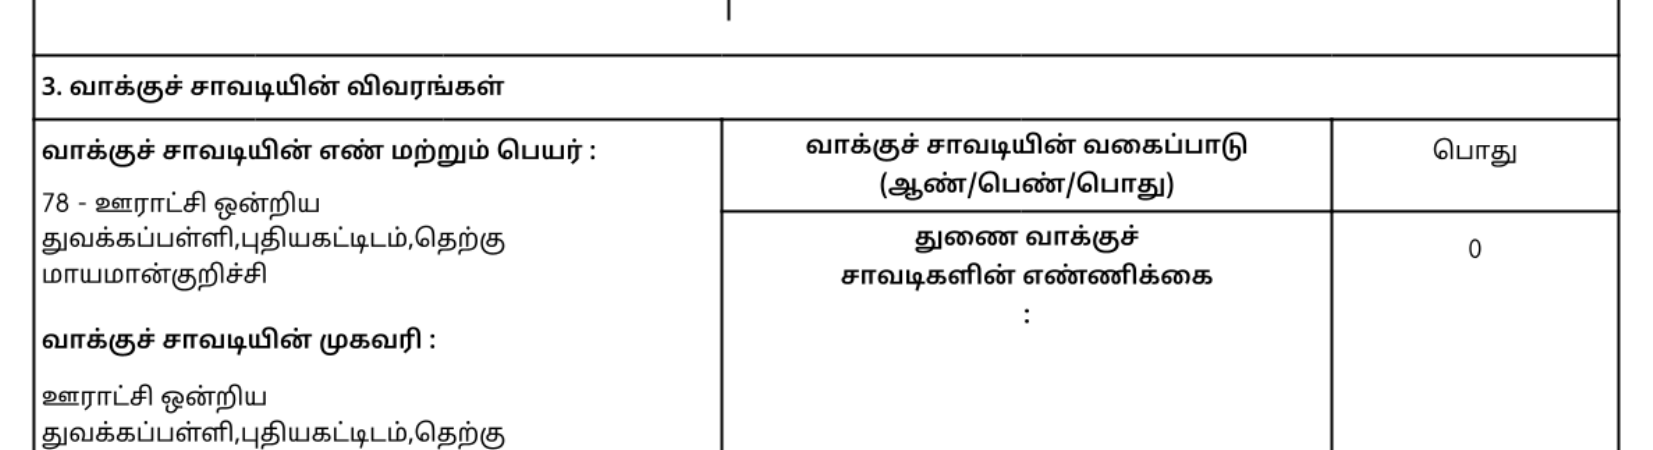 3. வாக்குச் சாவடியின் விவரங்கள்
வாக்குச் சாவடியின் எண் மற்றும் பெயர் :
78 - ஊராட்சி ஒன்றிய
துவக்கப்பள்ளி,புதியகட்டிடம்,தெற்கு
மாயமான்குறிச்சி
வாக்குச் சாவடியின் முகவரி :
ஊராட்சி ஒன்றிய
துவக்கப்பள்ளி,புதியகட்டிடம்,தெற்கு
வாக்குச் சாவடியின் வகைப்பாடு
(ஆண்/பெண்/பொது)
பொது
துணை வாக்குச்
சாவடிகளின் எண்ணிக்கை
:
0